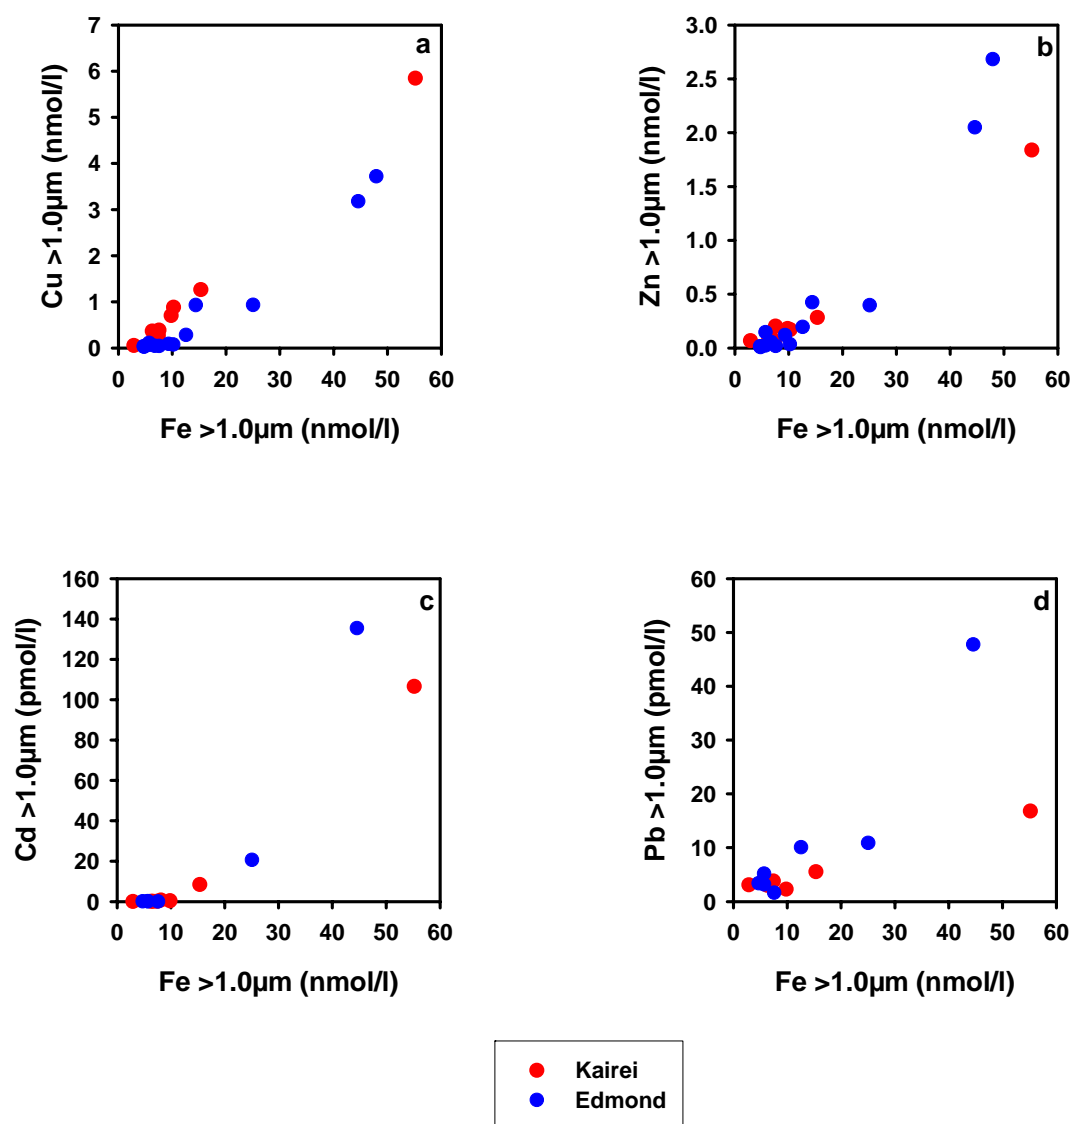 a
7
6
5
4
3
2
1
0
Cu >1.0µm (nmol/l)
0 10 20 30 40 50 60
Fe >1.0µm (nmol/l)
b
3.0
2.5
2.0
1.5
1.0
0.5
0.0
Zn >1.0µm (nmol/l)
0 10 20 30 40 50 60
Fe >1.0µm (nmol/l)
c
160
140
120
100
80
60
40
20
0
Cd >1.0µm (pmol/l)
0 10 20 30 40 50 60
Fe >1.0µm (nmol/l)
d
60
50
40
30
20
10
0
Pb >1.0µm (pmol/l)
0 10 20 30 40 50 60
Fe >1.0µm (nmol/l)
Kairei
Edmond